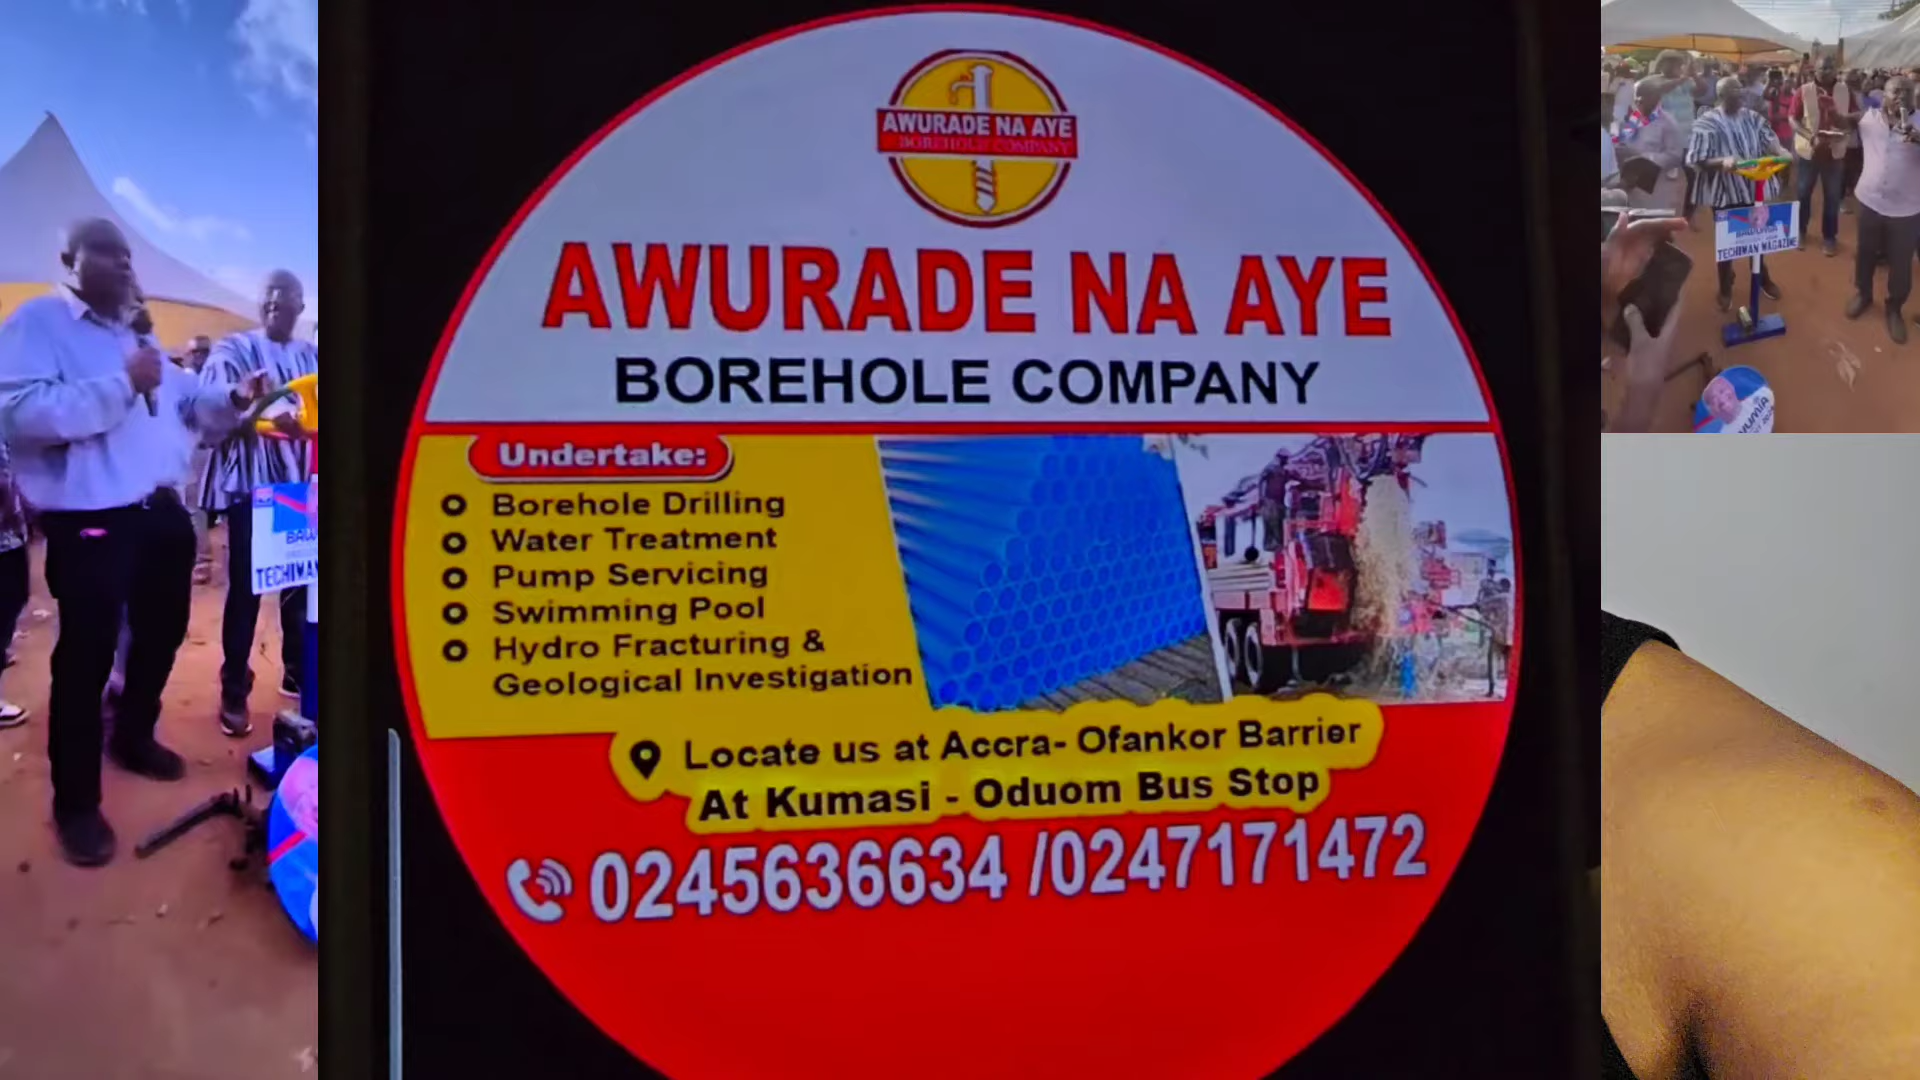 AWURADE NA AYE
BOREHOLE COMPANY
AWURADE NA AYE
BOREHOLE COMPANY
Undertake:
Borehole Drilling
Water Treatment
Pump Servicing
Swimming Pool
Hydro Fracturing &
Geological Investigation
Locate us at Accra- Ofankor Barrier
At Kumasi - Oduom Bus Stop
0245636634 /0247171472
BAW
TECHIMAN
BAWUMIA
TECHIMAN MAGAZINE